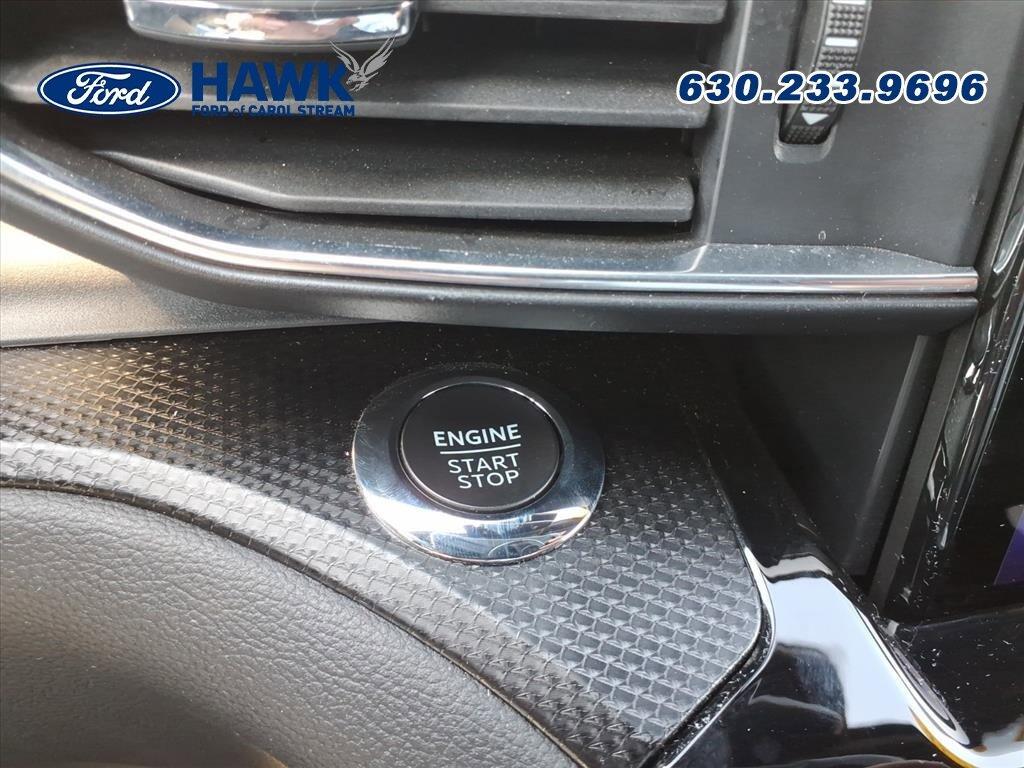 Ford
HAWK
FORD of CAROL STREAM
630.233.9696
ENGINE
START
STOP